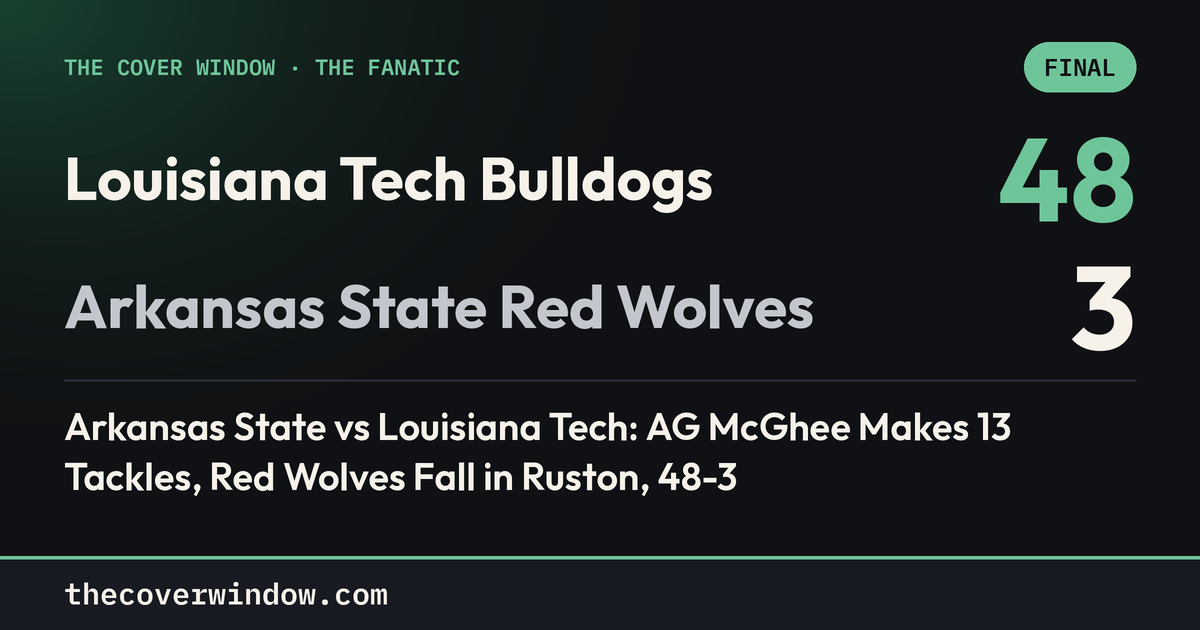 THE COVER WINDOW · THE FANATIC
FINAL
Louisiana Tech Bulldogs 48
Arkansas State Red Wolves 3
Arkansas State vs Louisiana Tech: AG McGhee Makes 13
Tackles, Red Wolves Fall in Ruston, 48-3
thecoverwindow.com